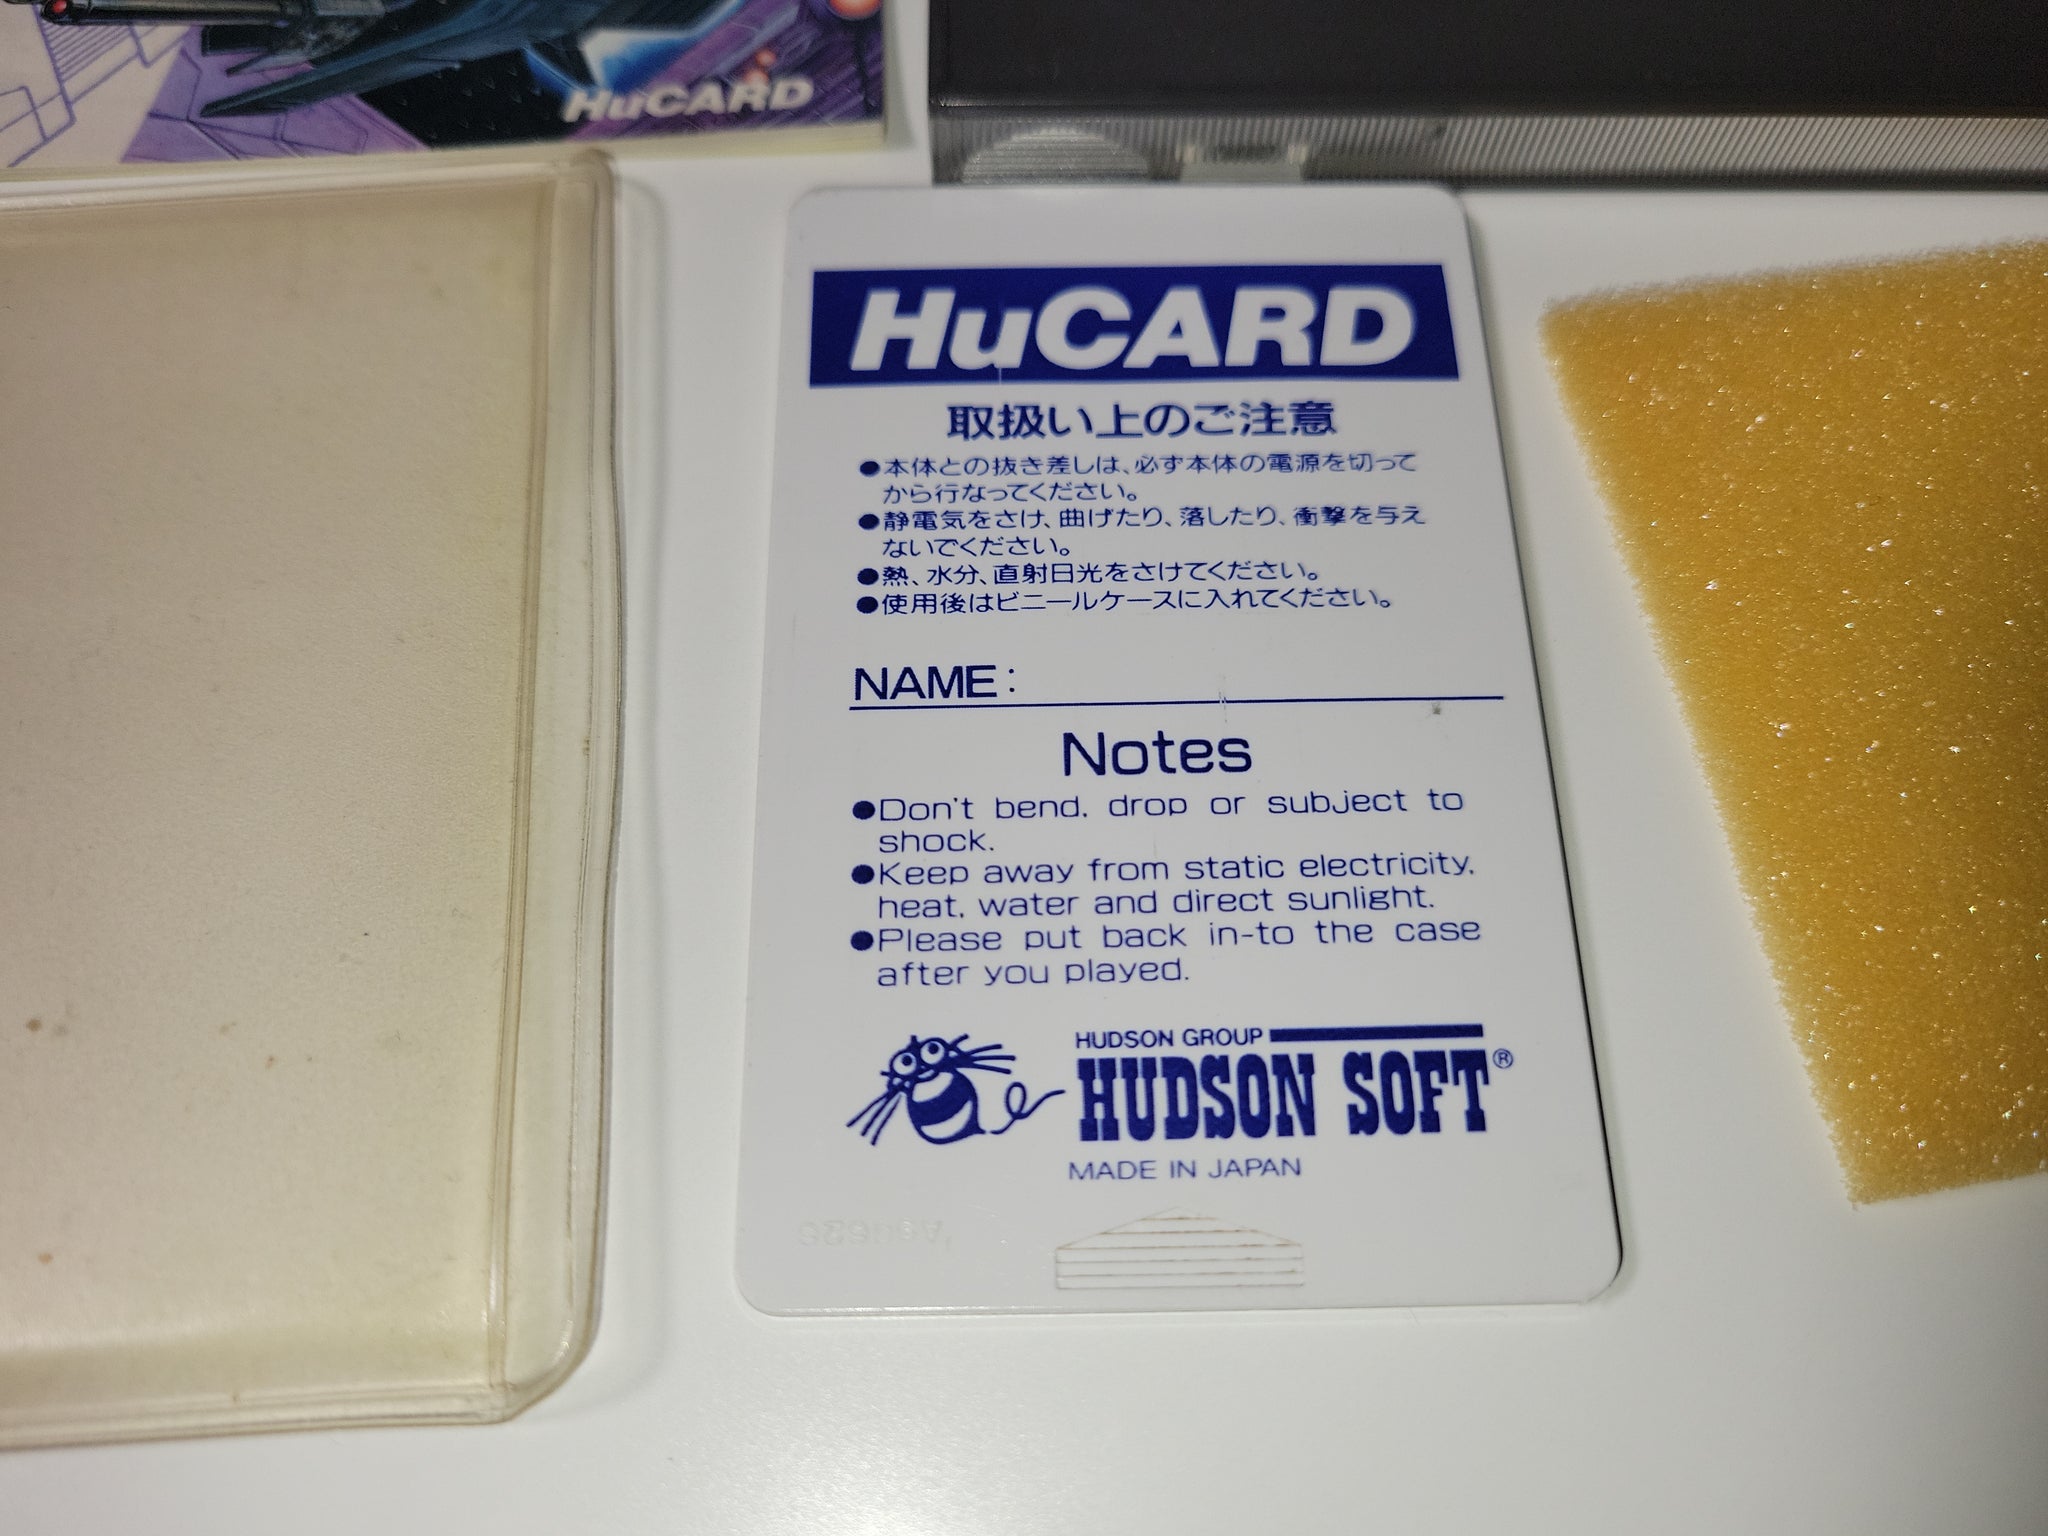 HuCARD
HuCARD
取扱い上のご注意
●本体との抜き差しは、必ず本体の電源を切って
から行なってください。
●静電気をさけ、曲げたり、落したり、衝撃を与え
ないでください。
●熱、水分、直射日光をさけてください。
●使用後はビニールケースに入れてください。
NAME:
Notes
●Don't bend, drop or subject to
shock.
●Keep away from static electricity,
heat, water and direct sunlight.
●Please put back in-to the case
after you played.
HUDSON GROUP
HUDSON SOFT®
MADE IN JAPAN